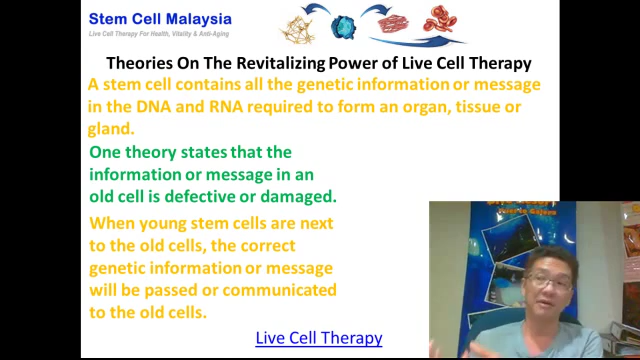 Stem Cell Malaysia
Live Cell Therapy For Health, Vitality & Anti-Aging
Theories On The Revitalizing Power of Live Cell Therapy
A stem cell contains all the genetic information or message
in the DNA and RNA required to form an organ, tissue or
gland.
One theory states that the
information or message in an
old cell is defective or damaged.
When young stem cells are next
to the old cells, the correct
genetic information or message
will be passed or communicated
to the old cells.
Live Cell Therapy